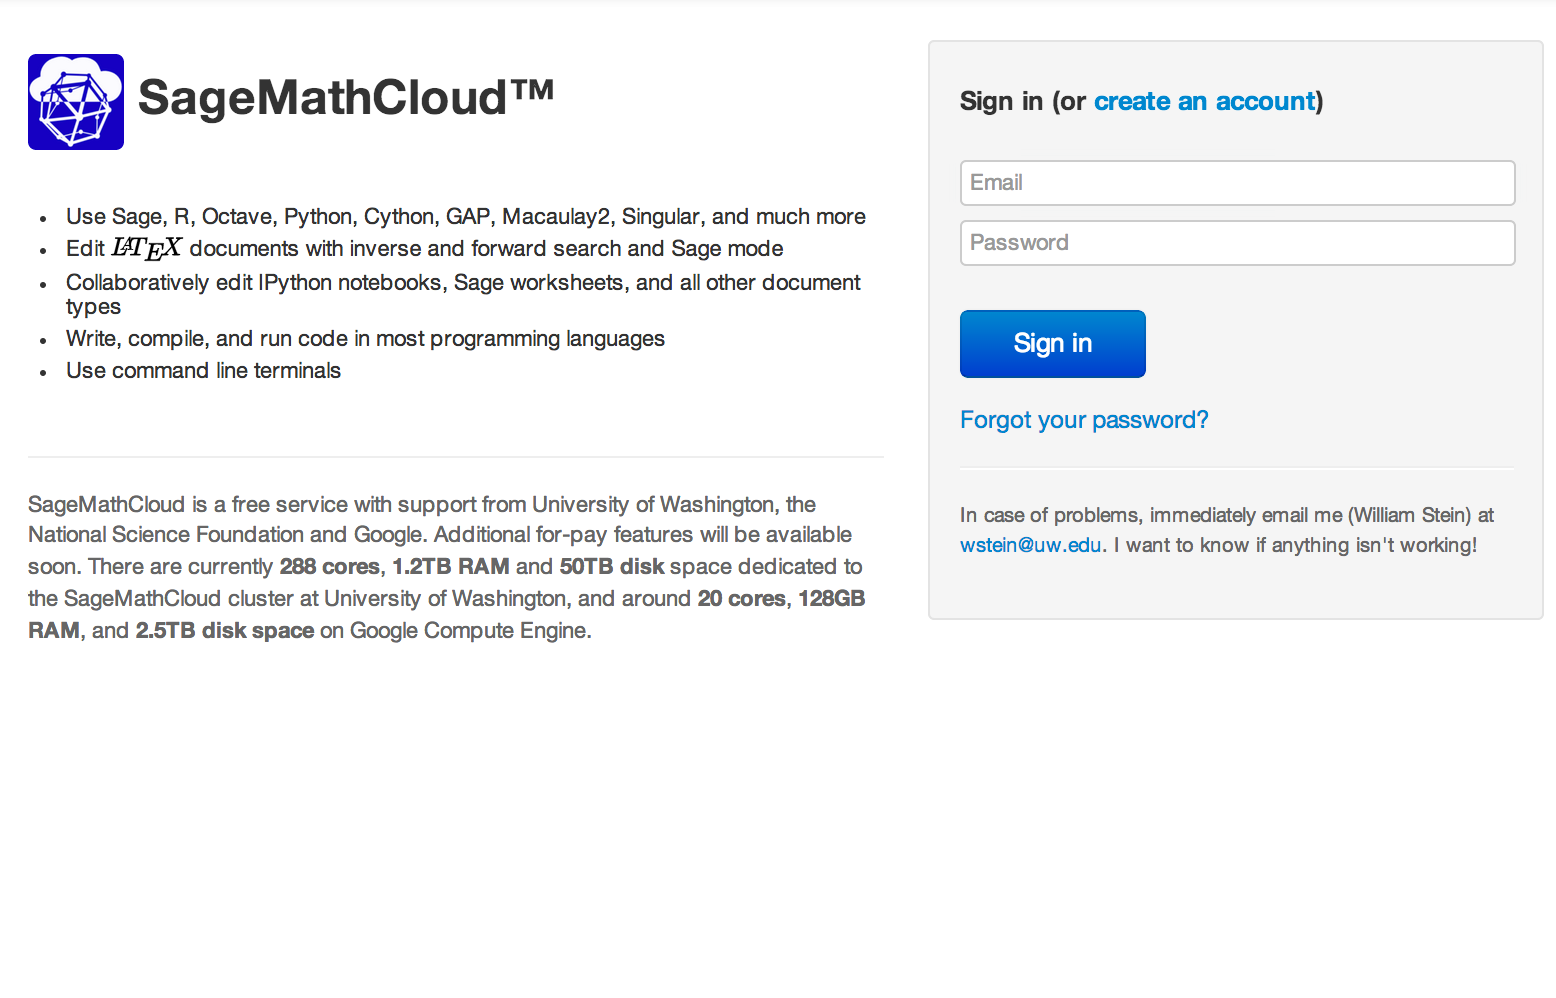 SageMathCloud™
• Use Sage, R, Octave, Python, Cython, GAP, Macaulay2, Singular, and much more
• Edit LATEX documents with inverse and forward search and Sage mode
• Collaboratively edit IPython notebooks, Sage worksheets, and all other document
types
• Write, compile, and run code in most programming languages
• Use command line terminals
SageMathCloud is a free service with support from University of Washington, the
National Science Foundation and Google. Additional for-pay features will be available
soon. There are currently 288 cores, 1.2TB RAM and 50TB disk space dedicated to
the SageMathCloud cluster at University of Washington, and around 20 cores, 128GB
RAM, and 2.5TB disk space on Google Compute Engine.
Sign in (or create an account)
Email
Password
Sign in
Forgot your password?
In case of problems, immediately email me (William Stein) at
wstein@uw.edu. I want to know if anything isn't working!